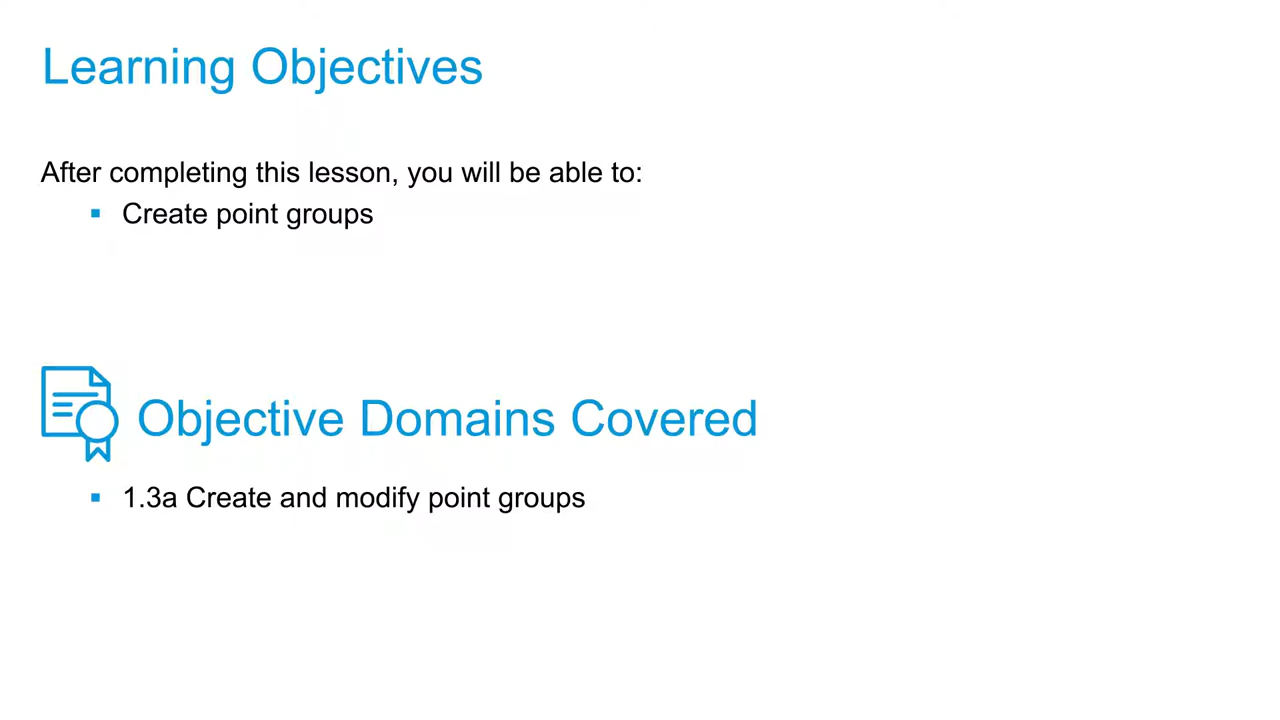 Learning Objectives
After completing this lesson, you will be able to:
▪ Create point groups
Objective Domains Covered
▪ 1.3a Create and modify point groups